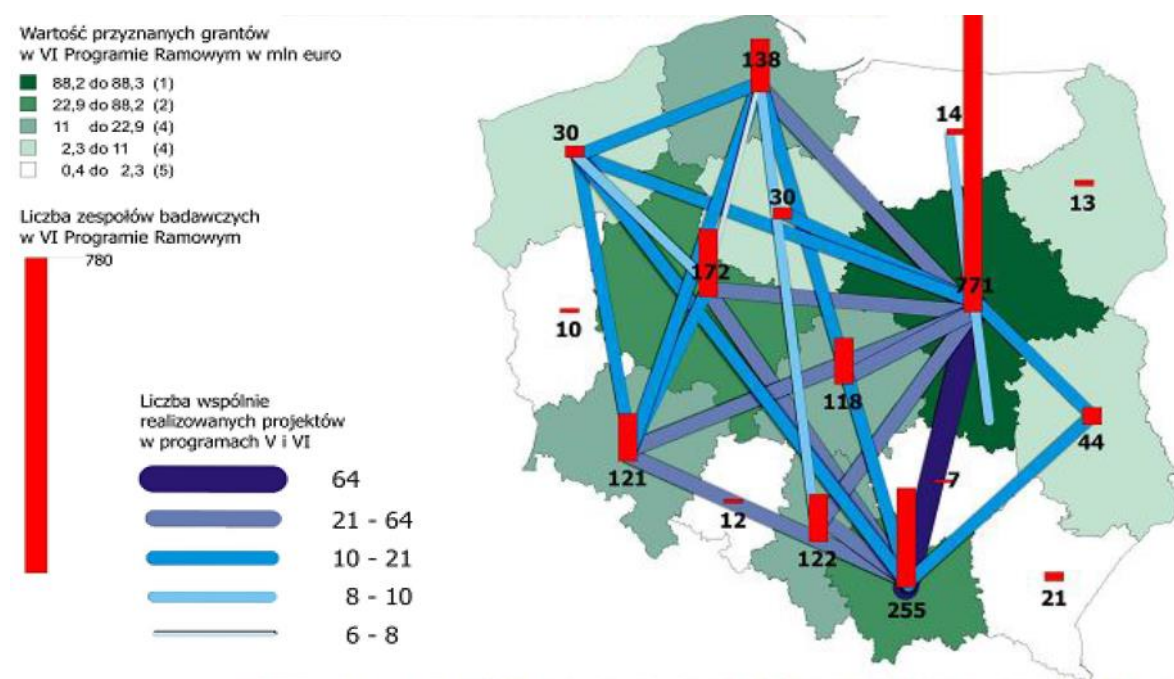 Wartość przyznanych grantów
w VI Programie Ramowym w mln euro
88,2 do 88,3 (1)
22,9 do 88,2 (2)
11 do 22,9 (4)
2,3 do 11 (4)
0,4 do 2,3 (5)
Liczba zespołów badawczych
w VI Programie Ramowym
780
Liczba wspólnie
realizowanych projektów
w programach V i VI
64
21 - 64
10 - 21
8 - 10
6 - 8
138
30
14
13
30
172
771
10
118
44
121
7
12
122
21
255